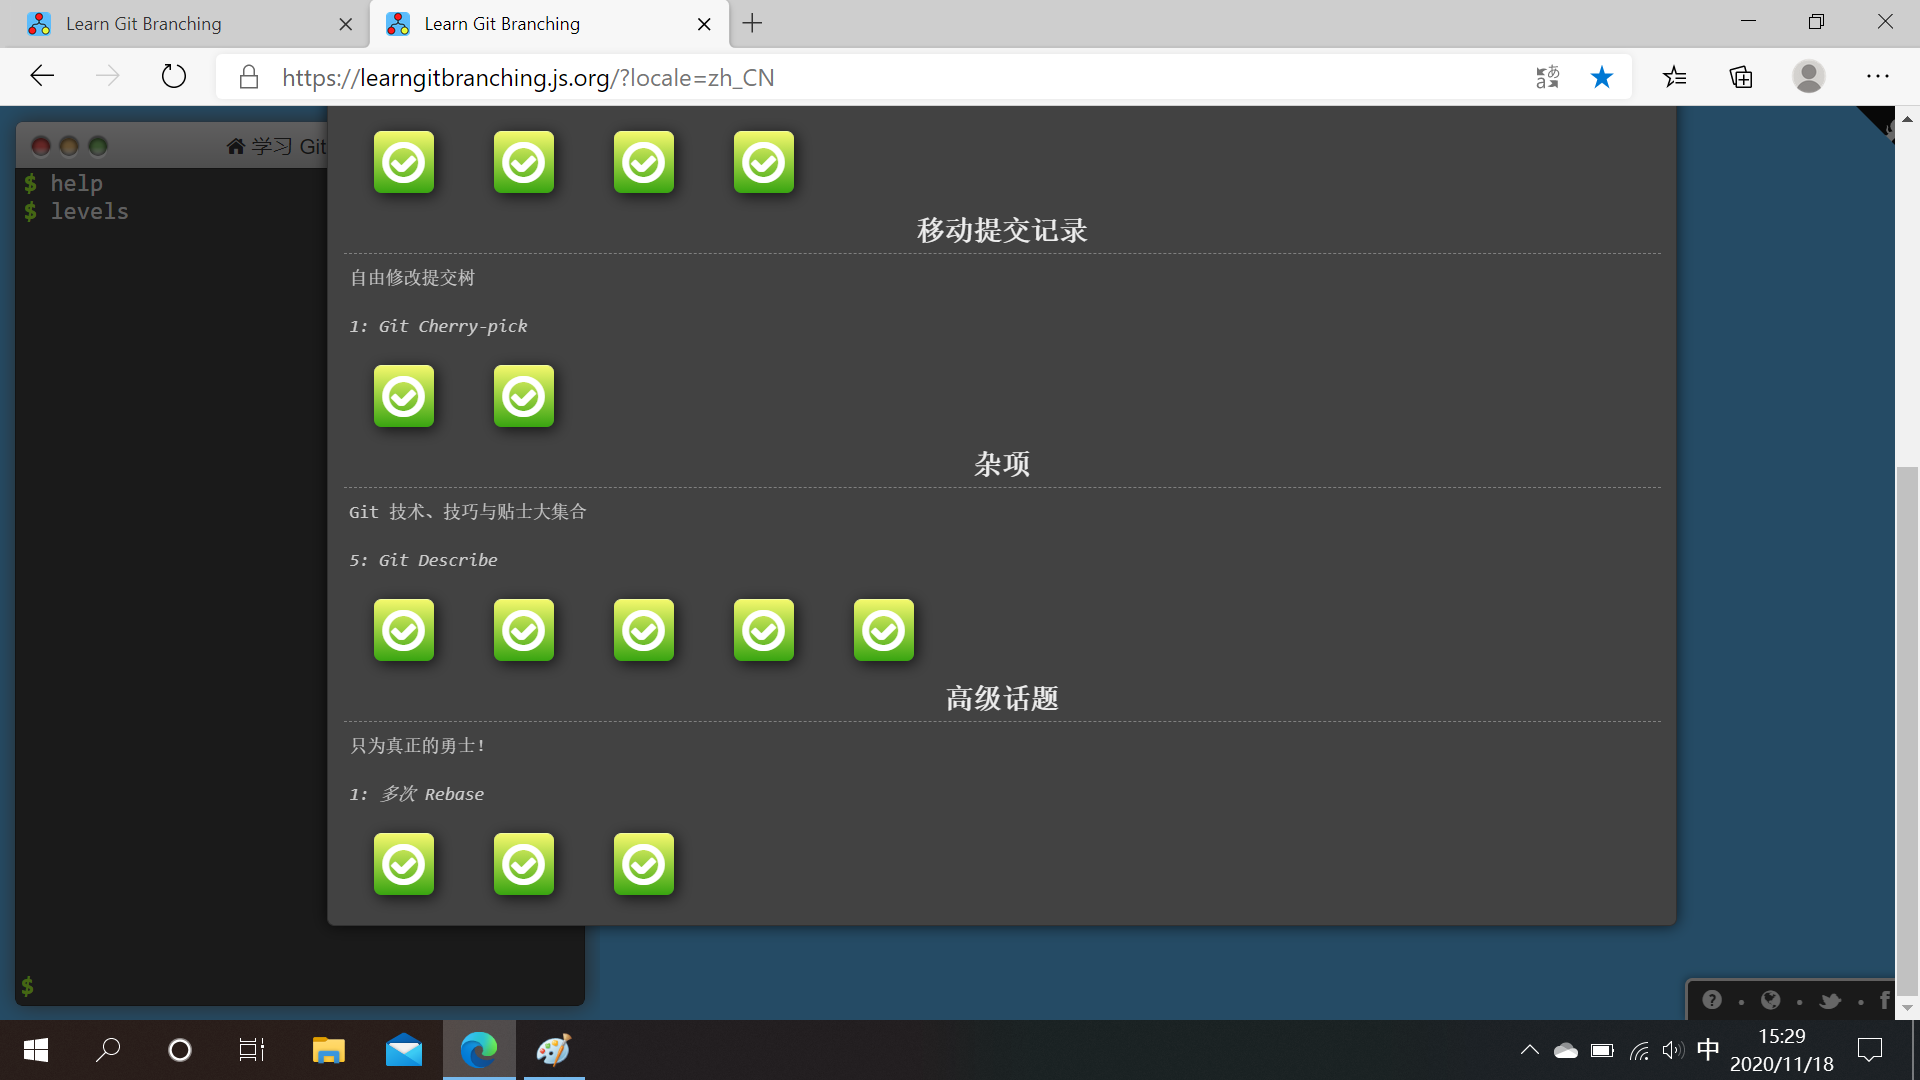 Learn Git Branching
Learn Git Branching
https://learngitbranching.js.org/?locale=zh_CN
学习 Git
$ help
$ levels
移动提交记录
自由修改提交树
1: Git Cherry-pick
杂项
Git 技术、技巧与贴士大集合
5: Git Describe
高级话题
只为真正的勇士!
1: 多次 Rebase
$
中
15:29
2020/11/18